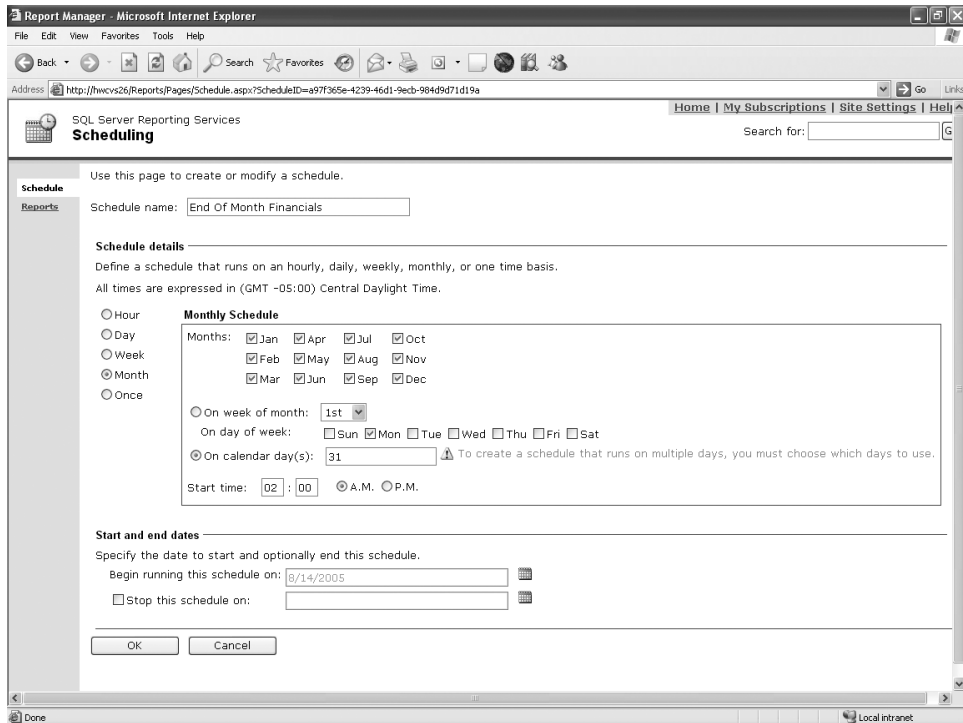 Report Manager - Microsoft Internet Explorer
File Edit View Favorites Tools Help
Back Search Favorites
Address http://hwcvs26/Reports/Pages/Schedule.aspx?ScheduleID=a97f365e-4239-46d1-9ecb-984d9d71d19a Go Links
Home | My Subscriptions | Site Settings | Help
SQL Server Reporting Services
Scheduling
Search for: G
Schedule
Reports
Use this page to create or modify a schedule.
Schedule name: End Of Month Financials
Schedule details
Define a schedule that runs on an hourly, daily, weekly, monthly, or one time basis.
All times are expressed in (GMT -05:00) Central Daylight Time.
Hour
Day
Week
Month
Once
Monthly Schedule
Months: Jan Apr Jul Oct
Feb May Aug Nov
Mar Jun Sep Dec
On week of month: 1st
On day of week: Sun Mon Tue Wed Thu Fri Sat
On calendar day(s): 31 To create a schedule that runs on multiple days, you must choose which days to use.
Start time: 02 : 00 A.M. P.M.
Start and end dates
Specify the date to start and optionally end this schedule.
Begin running this schedule on: 8/14/2005
Stop this schedule on:
OK Cancel
Done Local intranet